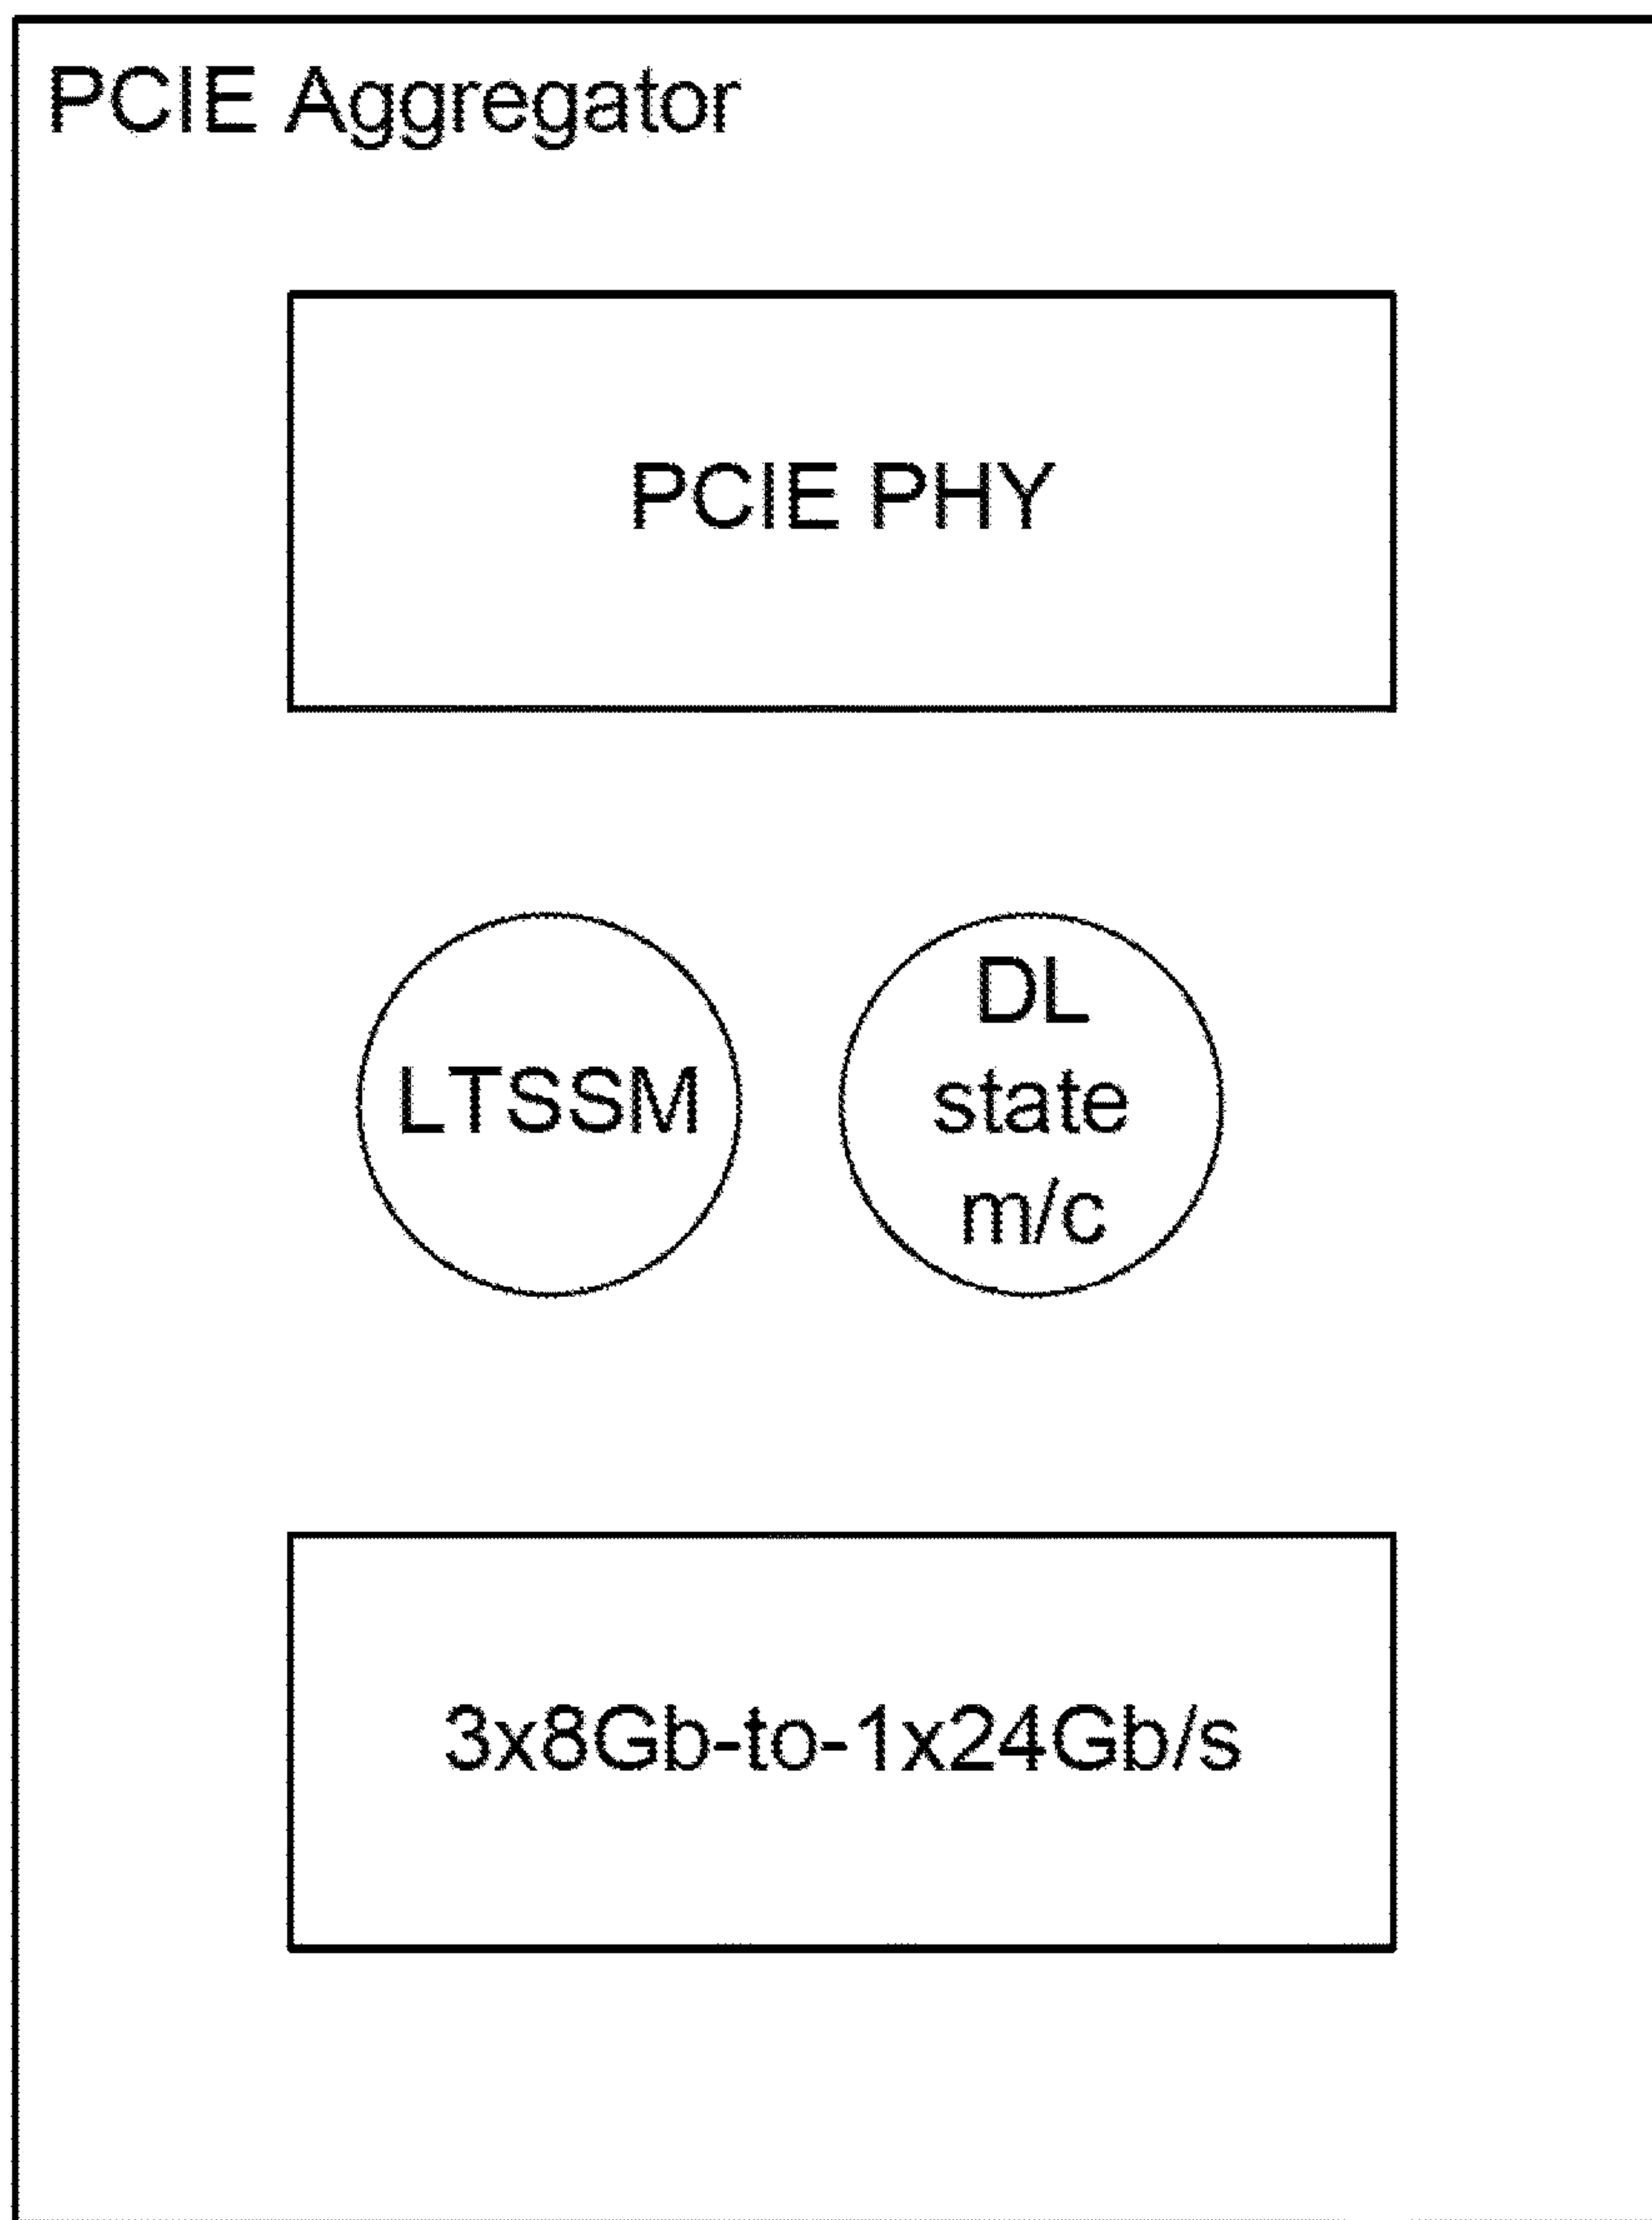 PCIE Aggregator
PCIE PHY
LTSSM
DL
state
m/c
3x8Gb-to-1x24Gb/s